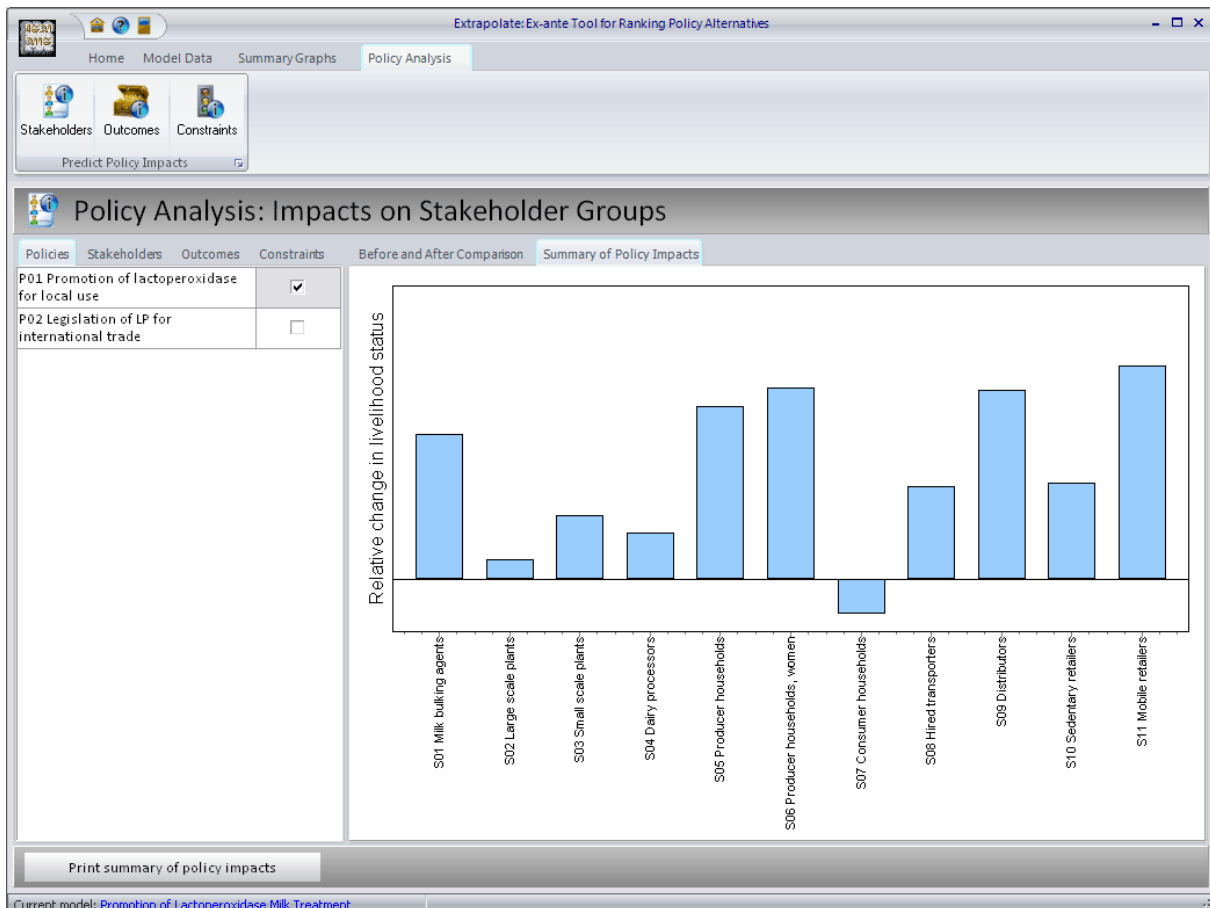 Extrapolate: Ex-ante Tool for Ranking Policy Alternatives
Home Model Data Summary Graphs Policy Analysis
Stakeholders Outcomes Constraints
Predict Policy Impacts
Policy Analysis: Impacts on Stakeholder Groups
Policies Stakeholders Outcomes Constraints
Before and After Comparison Summary of Policy Impacts
P01 Promotion of lactoperoxidase
for local use
P02 Legislation of LP for
international trade
Relative change in livelihood status
S01 Milk bulking agents
S02 Large scale plants
S03 Small scale plants
S04 Dairy processors
S05 Producer households
S06 Producer households, women
S07 Consumer households
S08 Hired transporters
S09 Distributors
S10 Sedentary retailers
S11 Mobile retailers
Print summary of policy impacts
Current model: Promotion of Lactoperoxidase Milk Treatment